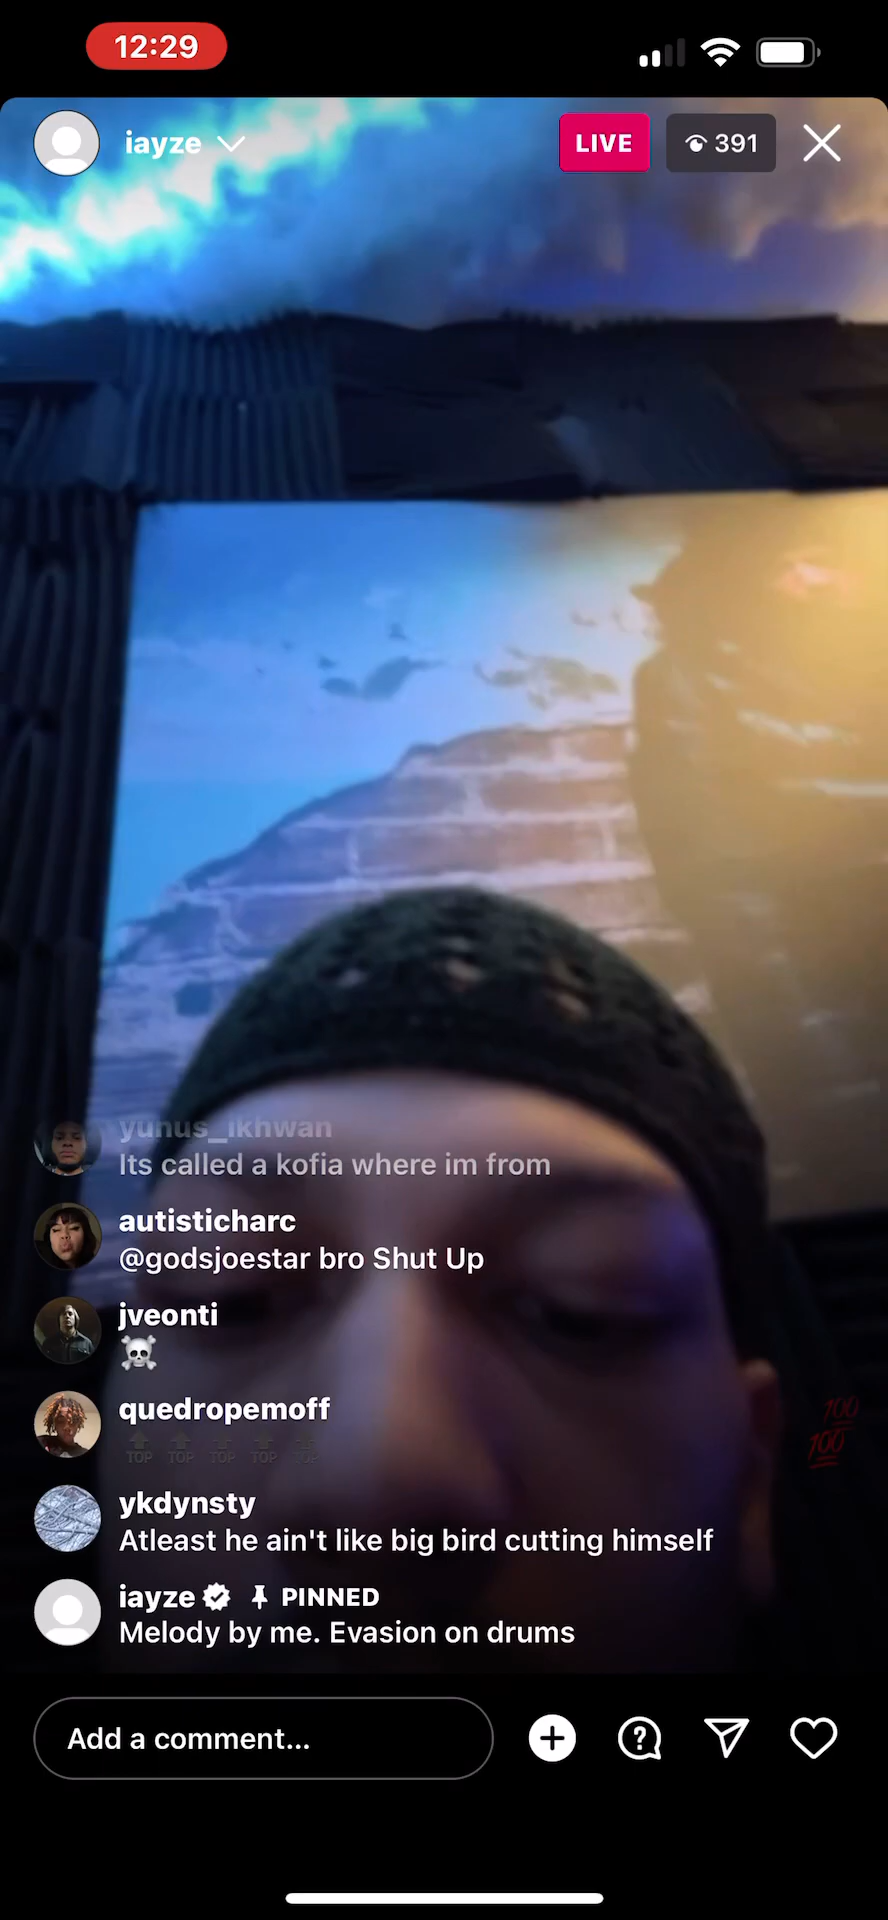 12:29
iayze
LIVE
391
yunus_ikhwan
Its called a kofia where im from
autisticharc
@godsjoestar bro Shut Up
jveonti
☠️
quedropemoff
🔝🔝🔝🔝🔝
ykdynsty
Atleast he ain't like big bird cutting himself
iayze PINNED
Melody by me. Evasion on drums
💯
💯
Add a comment...